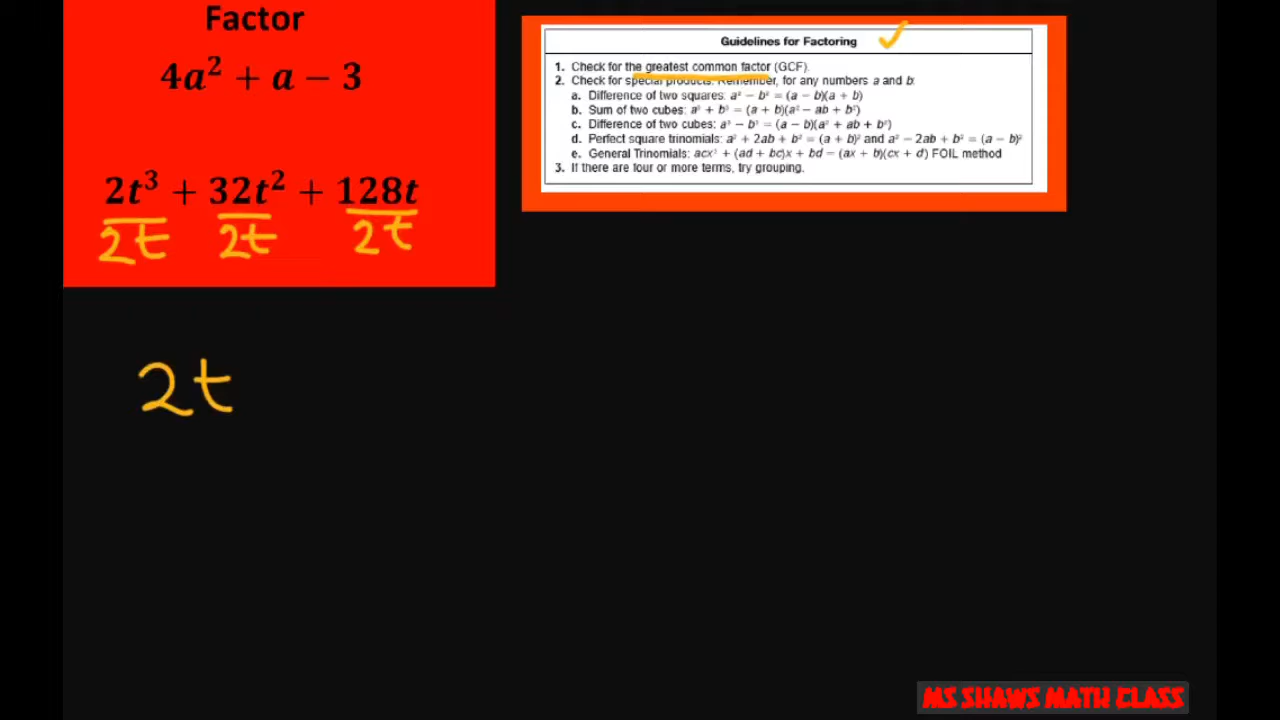 Factor
4a² + a − 3
2t³ + 32t² + 128t
2t 2t 2t
2t
Guidelines for Factoring ✓
1. Check for the greatest common factor (GCF).
2. Check for special products. Remember, for any numbers a and b:
a. Difference of two squares: a² − b² = (a − b)(a + b)
b. Sum of two cubes: a³ + b³ = (a + b)(a² − ab + b²)
c. Difference of two cubes: a³ − b³ = (a − b)(a² + ab + b²)
d. Perfect square trinomials: a² + 2ab + b² = (a + b)² and a² − 2ab + b² = (a − b)²
e. General Trinomials: acx² + (ad + bc)x + bd = (ax + b)(cx + d) FOIL method
3. If there are four or more terms, try grouping.
MS SHAWS MATH CLASS